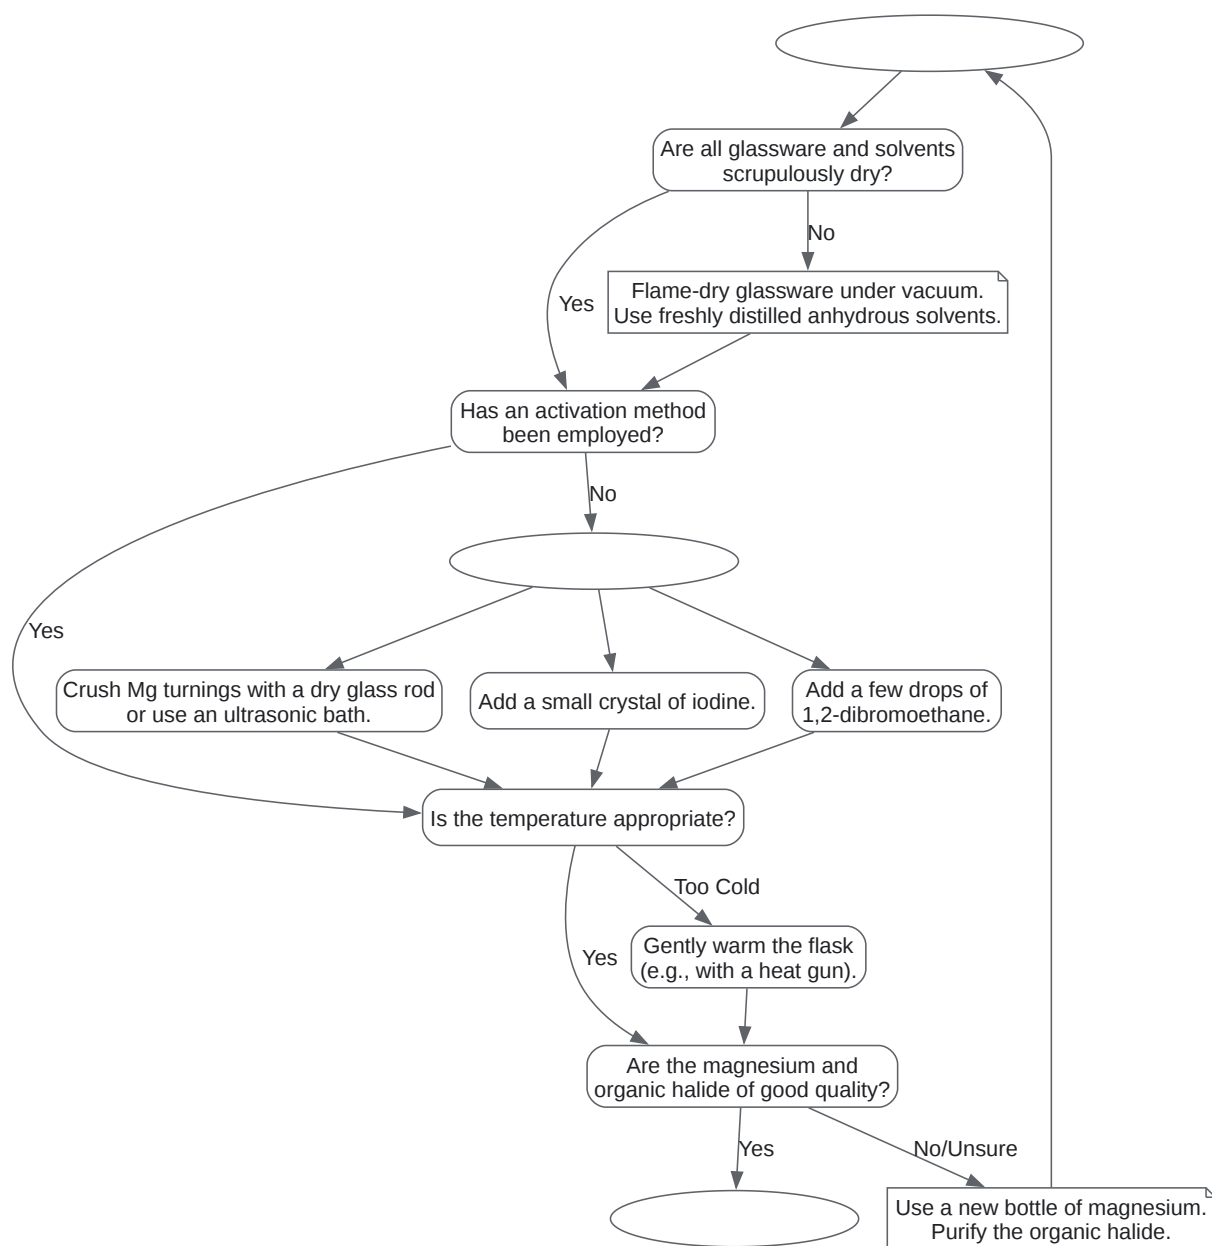 Are all glassware and solvents
scrupulously dry?
No
Yes
Flame-dry glassware under vacuum.
Use freshly distilled anhydrous solvents.
Has an activation method
been employed?
No
Yes
Crush Mg turnings with a dry glass rod
or use an ultrasonic bath.
Add a small crystal of iodine.
Add a few drops of
1,2-dibromoethane.
Is the temperature appropriate?
Too Cold
Yes
Gently warm the flask
(e.g., with a heat gun).
Are the magnesium and
organic halide of good quality?
Yes
No/Unsure
Use a new bottle of magnesium.
Purify the organic halide.